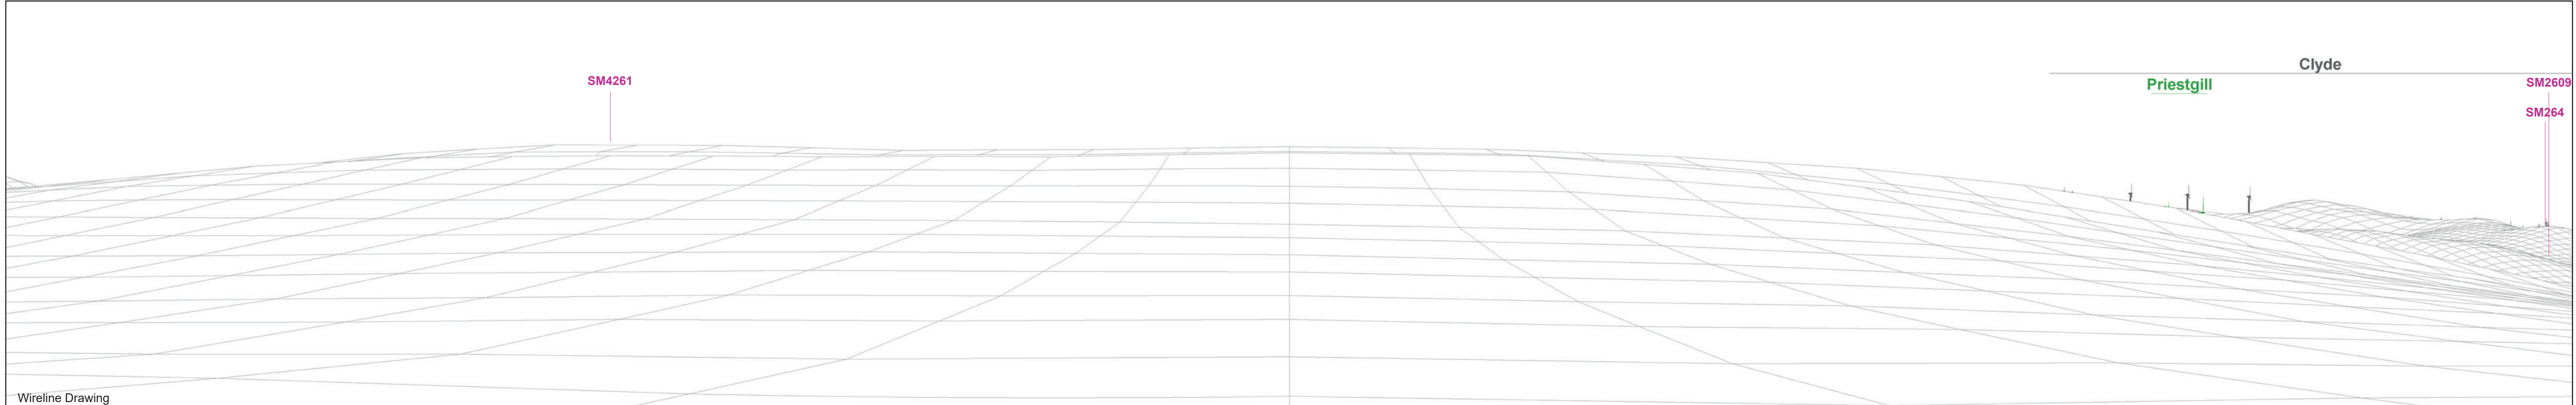 Clyde
SM4261
Priestgill
SM2609
SM264
Wireline Drawing